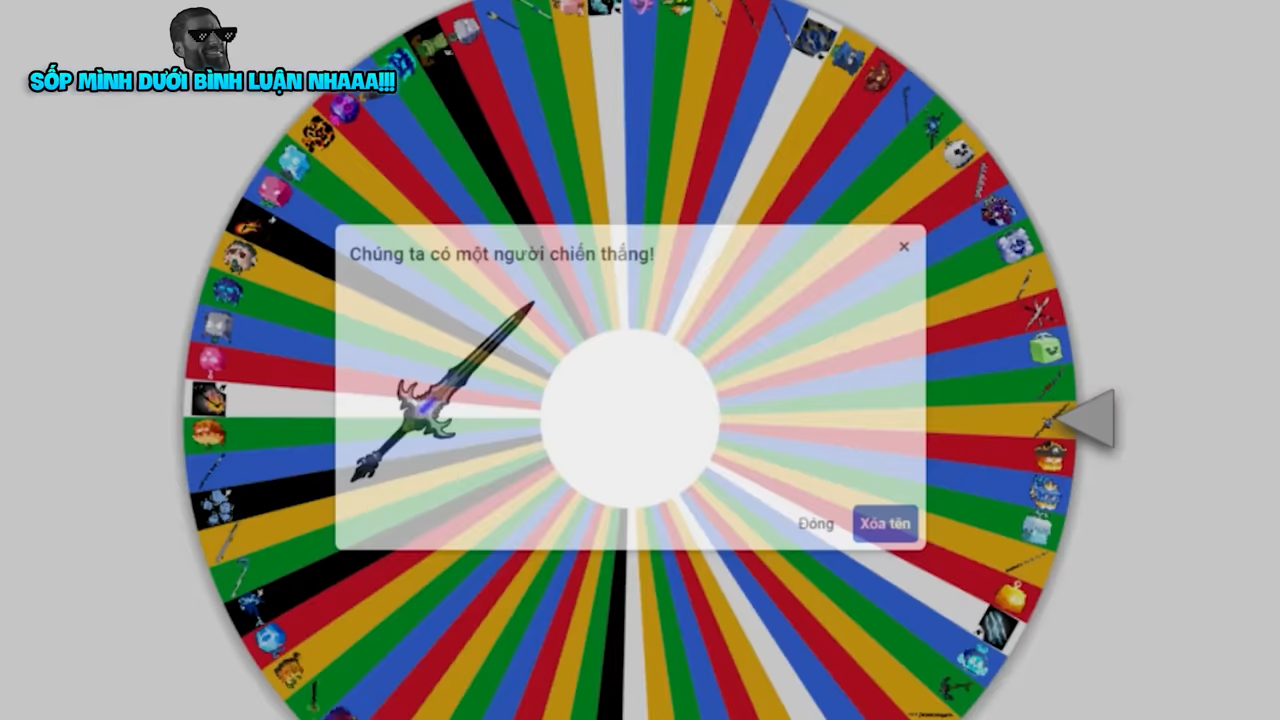 SỐP MÌNH DƯỚI BÌNH LUẬN NHAAA!!!
Chúng ta có một người chiến thắng!
×
Đóng
Xóa tên